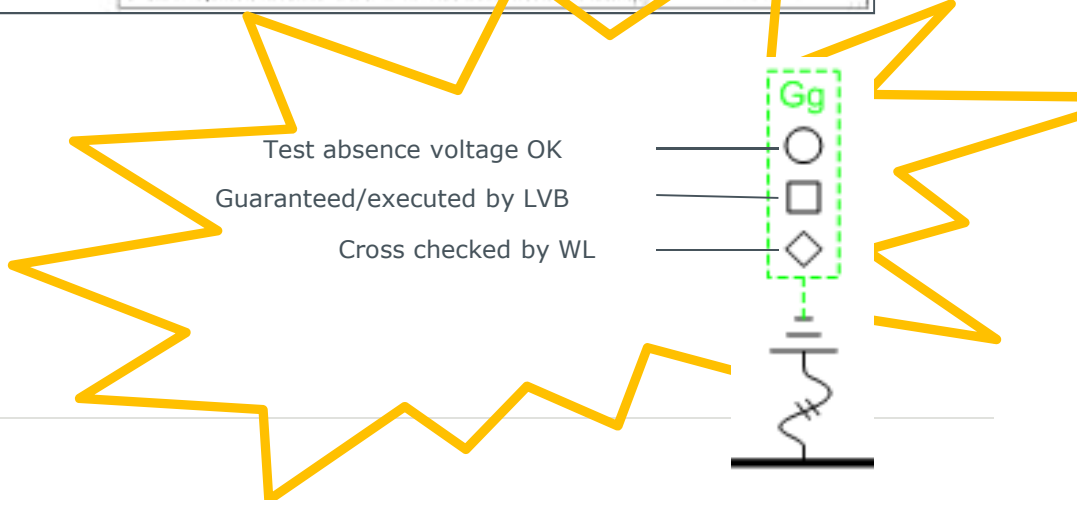 Gg
Test absence voltage OK
Guaranteed/executed by LVB
Cross checked by WL